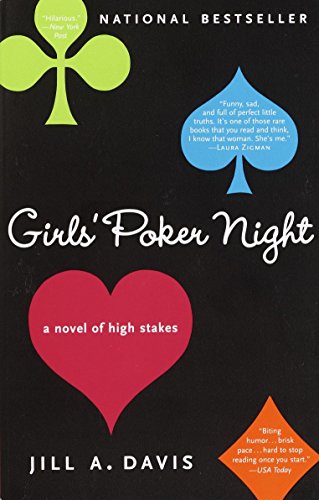 NATIONAL BESTSELLER
"Hilarious."
—New York
Post
"Funny, sad,
and full of perfect little
truths. It's one of those rare
books that you read and think,
I know that woman. She's me."
—LAURA ZIGMAN
Girls' Poker Night
a novel of high stakes
"Biting
humor...brisk
pace...hard to stop
reading once you start."
—USA Today
JILL A. DAVIS